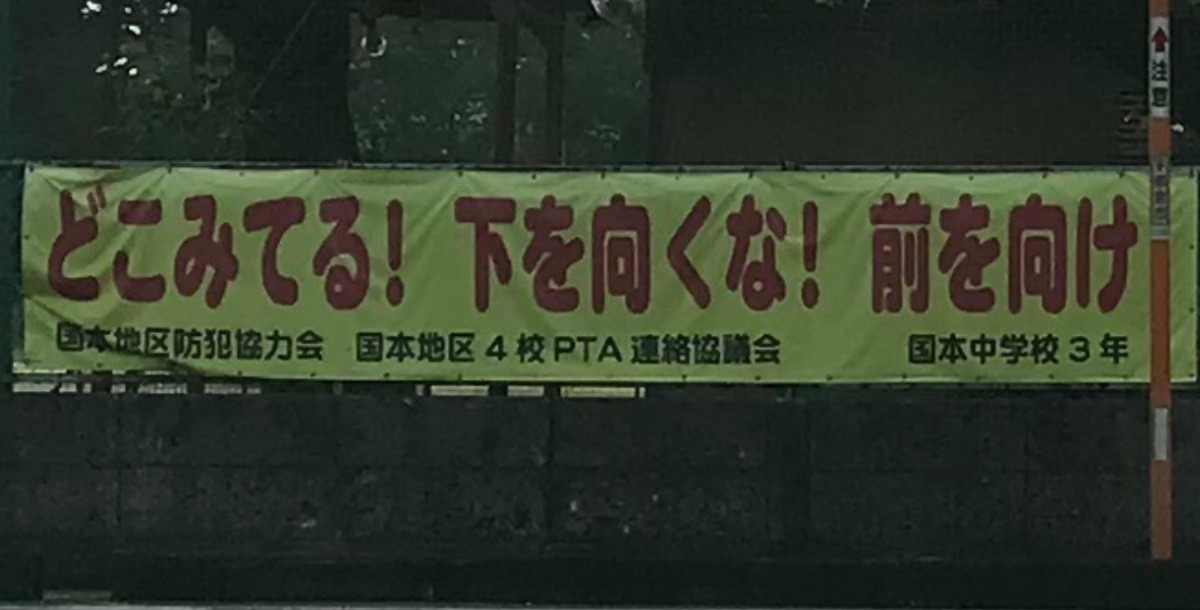 どこみてる! 下を向くな! 前を向け
国本地区防犯協力会 国本地区4校PTA連絡協議会 国本中学校3年
注意